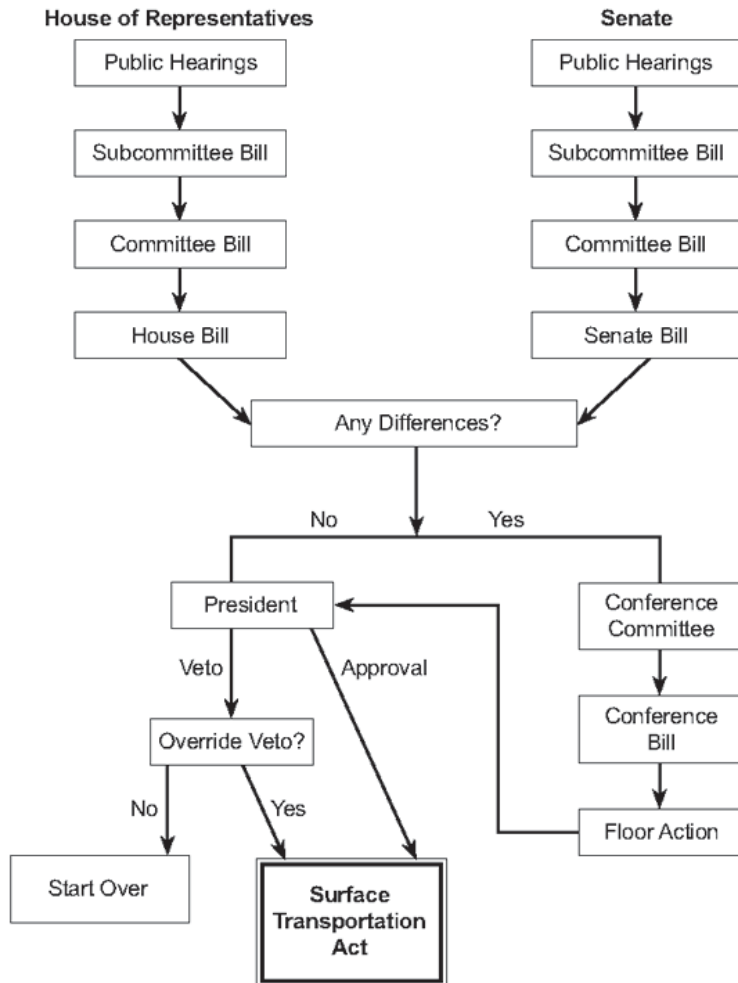 House of Representatives
Senate
Public Hearings
Public Hearings
Subcommittee Bill
Subcommittee Bill
Committee Bill
Committee Bill
House Bill
Senate Bill
Any Differences?
No
Yes
President
Conference
Committee
Veto
Approval
Override Veto?
Conference
Bill
No
Yes
Floor Action
Start Over
Surface
Transportation
Act